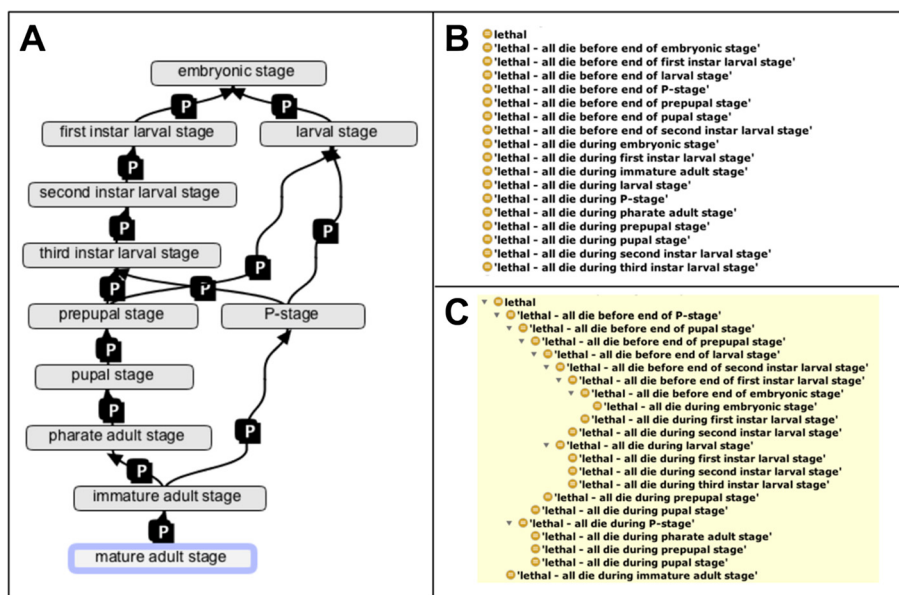 A
embryonic stage
P
P
first instar larval stage
larval stage
P
second instar larval stage
P
P
third instar larval stage
P
P
P
prepupal stage
P-stage
P
pupal stage
P
P
pharate adult stage
P
immature adult stage
P
mature adult stage
B
lethal
'lethal - all die before end of embryonic stage'
'lethal - all die before end of first instar larval stage'
'lethal - all die before end of larval stage'
'lethal - all die before end of P-stage'
'lethal - all die before end of prepupal stage'
'lethal - all die before end of pupal stage'
'lethal - all die before end of second instar larval stage'
'lethal - all die during embryonic stage'
'lethal - all die during first instar larval stage'
'lethal - all die during immature adult stage'
'lethal - all die during larval stage'
'lethal - all die during P-stage'
'lethal - all die during pharate adult stage'
'lethal - all die during prepupal stage'
'lethal - all die during pupal stage'
'lethal - all die during second instar larval stage'
'lethal - all die during third instar larval stage'
C
lethal
'lethal - all die before end of P-stage'
'lethal - all die before end of pupal stage'
'lethal - all die before end of prepupal stage'
'lethal - all die before end of larval stage'
'lethal - all die before end of second instar larval stage'
'lethal - all die before end of first instar larval stage'
'lethal - all die before end of embryonic stage'
'lethal - all die during embryonic stage'
'lethal - all die during first instar larval stage'
'lethal - all die during second instar larval stage'
'lethal - all die during larval stage'
'lethal - all die during first instar larval stage'
'lethal - all die during second instar larval stage'
'lethal - all die during third instar larval stage'
'lethal - all die during prepupal stage'
'lethal - all die during pupal stage'
'lethal - all die during P-stage'
'lethal - all die during pharate adult stage'
'lethal - all die during prepupal stage'
'lethal - all die during pupal stage'
'lethal - all die during immature adult stage'